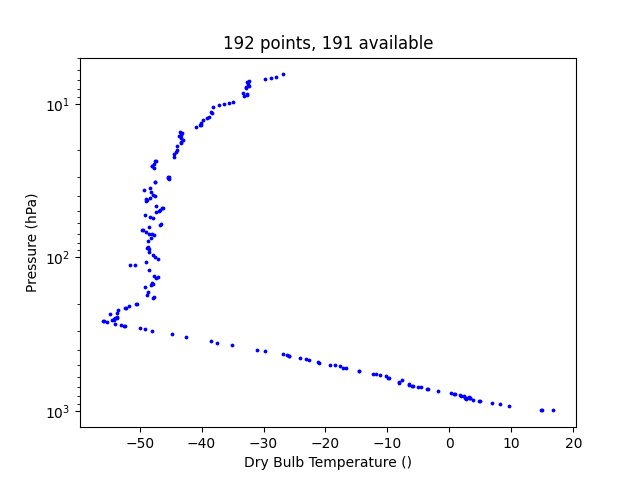 192 points, 191 available
Pressure (hPa)
10¹
10²
10³
−50 −40 −30 −20 −10 0 10 20
Dry Bulb Temperature ()